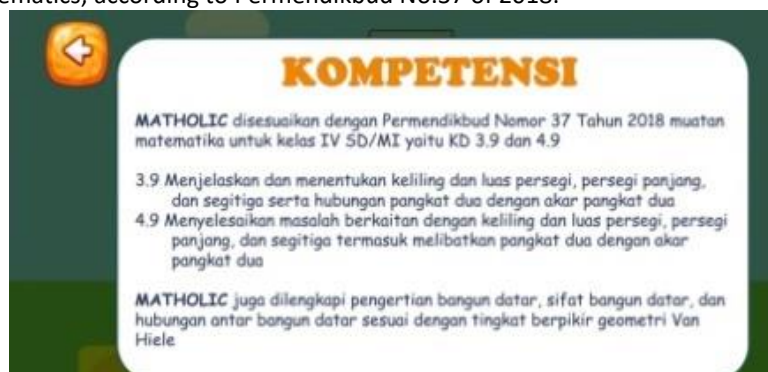 ematics, according to Permendikbud No.37 of 2018.
KOMPETENSI
MATHOLIC disesuaikan dengan Permendikbud Nomor 37 Tahun 2018 muatan
matematika untuk kelas IV SD/MI yaitu KD 3.9 dan 4.9
3.9 Menjelaskan dan menentukan keliling dan luas persegi, persegi panjang,
dan segitiga serta hubungan pangkat dua dengan akar pangkat dua
4.9 Menyelesaikan masalah berkaitan dengan keliling dan luas persegi, persegi
panjang, dan segitiga termasuk melibatkan pangkat dua dengan akar
pangkat dua
MATHOLIC juga dilengkapi pengertian bangun datar, sifat bangun datar, dan
hubungan antar bangun datar sesuai dengan tingkat berpikir geometri Van
Hiele